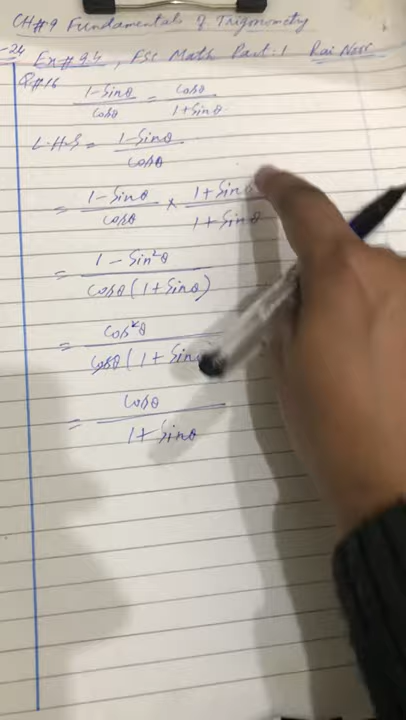 CH#9 Fundamentals of Trigonometry
-24 Ex#9.4, FSC Math Part-1 Rai
Q#16 1-Sinθ/cosθ = cosθ/1+Sinθ
L.H.S = 1-Sinθ/cosθ
= 1-Sinθ/cosθ × 1+Sinθ/1+Sinθ
= 1-Sin²θ/cosθ(1+Sinθ)
= cos²θ/cosθ(1+Sinθ
= cosθ/1+Sinθ